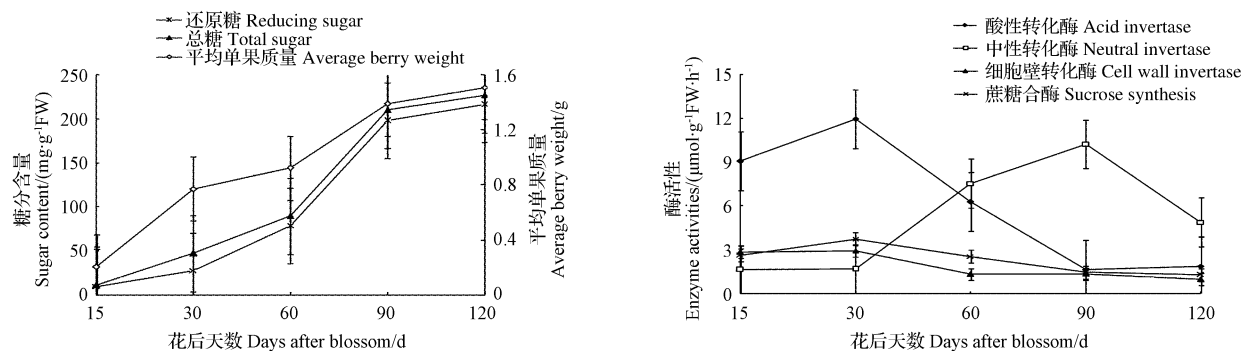 还原糖 Reducing sugar
总糖 Total sugar
平均单果质量 Average berry weight
250
200
150
100
50
0
1.6
1.2
0.8
0.4
0
糖分含量
Sugar content/(mg·g⁻¹FW)
平均单果质量
Average berry weight/g
15
30
60
90
120
花后天数 Days after blossom/d
酸性转化酶 Acid invertase
中性转化酶 Neutral invertase
细胞壁转化酶 Cell wall invertase
蔗糖合酶 Sucrose synthesis
15
12
9
6
3
0
酶活性
Enzyme activities/(μmol·g⁻¹FW·h⁻¹)
15
30
60
90
120
花后天数 Days after blossom/d